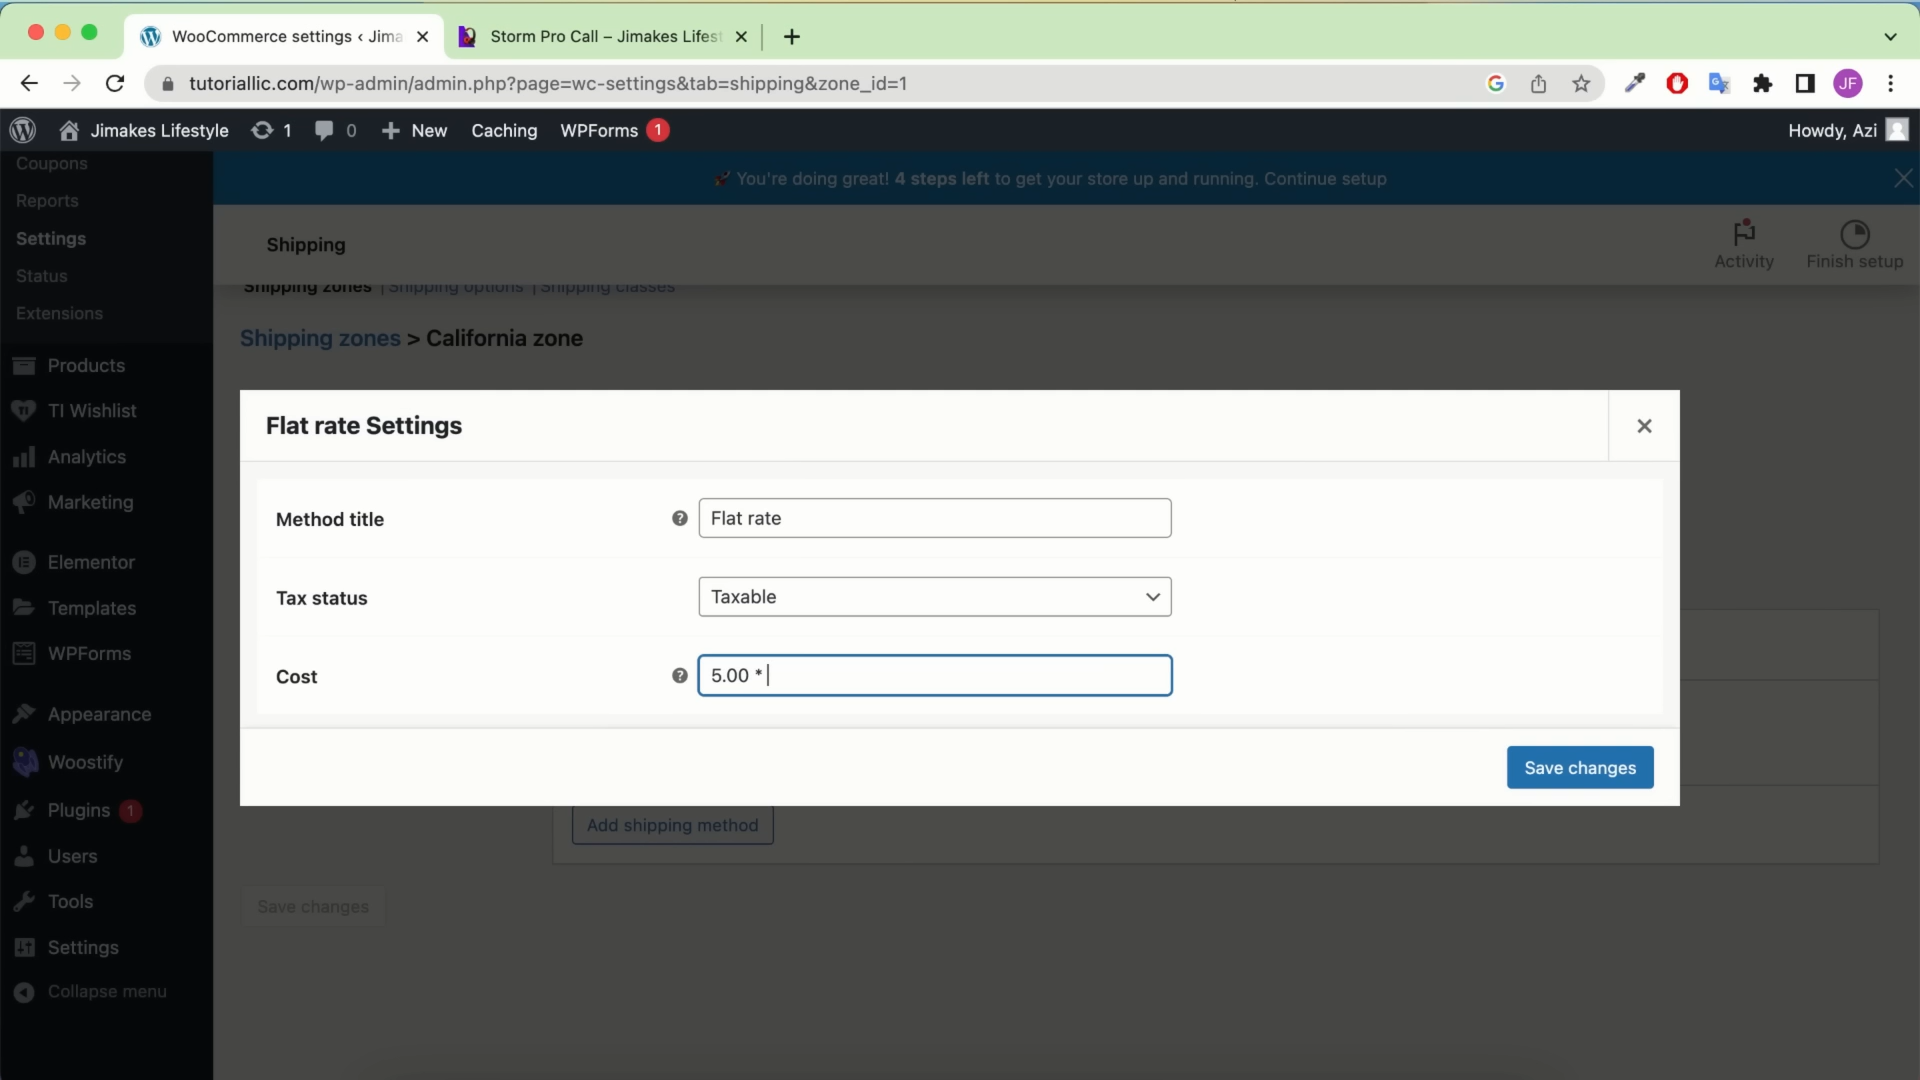 WooCommerce settings ‹ Jima
Storm Pro Call – Jimakes Lifest
tutoriallic.com/wp-admin/admin.php?page=wc-settings&tab=shipping&zone_id=1
JF
Jimakes Lifestyle
1
0
New
Caching
WPForms 1
Howdy, Azi
Coupons
Reports
Settings
Status
Extensions
Products
TI Wishlist
Analytics
Marketing
Elementor
Templates
WPForms
Appearance
Woostify
Plugins 1
Users
Tools
Settings
Collapse menu
You're doing great! 4 steps left to get your store up and running. Continue setup
Shipping
Activity
Finish setup
Shipping zones | Shipping options | Shipping classes
Shipping zones > California zone
Flat rate Settings
Method title
Flat rate
Tax status
Taxable
Cost
5.00 *
Save changes
Add shipping method
Save changes